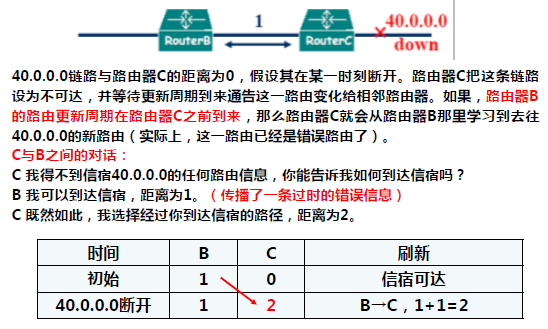 1
40.0.0.0
RouterB
RouterC
down
40.0.0.0链路与路由器C的距离为0，假设其在某一时刻断开。路由器C把这条链路
设为不可达，并等待更新周期到来通告这一路由变化给相邻路由器。如果，路由器B
的路由更新周期在路由器C之前到来，那么路由器C就会从路由器B那里学习到去往
40.0.0.0的新路由（实际上，这一路由已经是错误路由了）。
C与B之间的对话：
C 我得不到信宿40.0.0.0的任何路由信息，你能告诉我如何到达信宿吗？
B 我可以到达信宿，距离为1。（传播了一条过时的错误信息）
C 既然如此，我选择经过你到达信宿的路径，距离为2。
时间 B C 刷新
初始 1 0 信宿可达
40.0.0.0断开 1 2 B→C，1+1=2